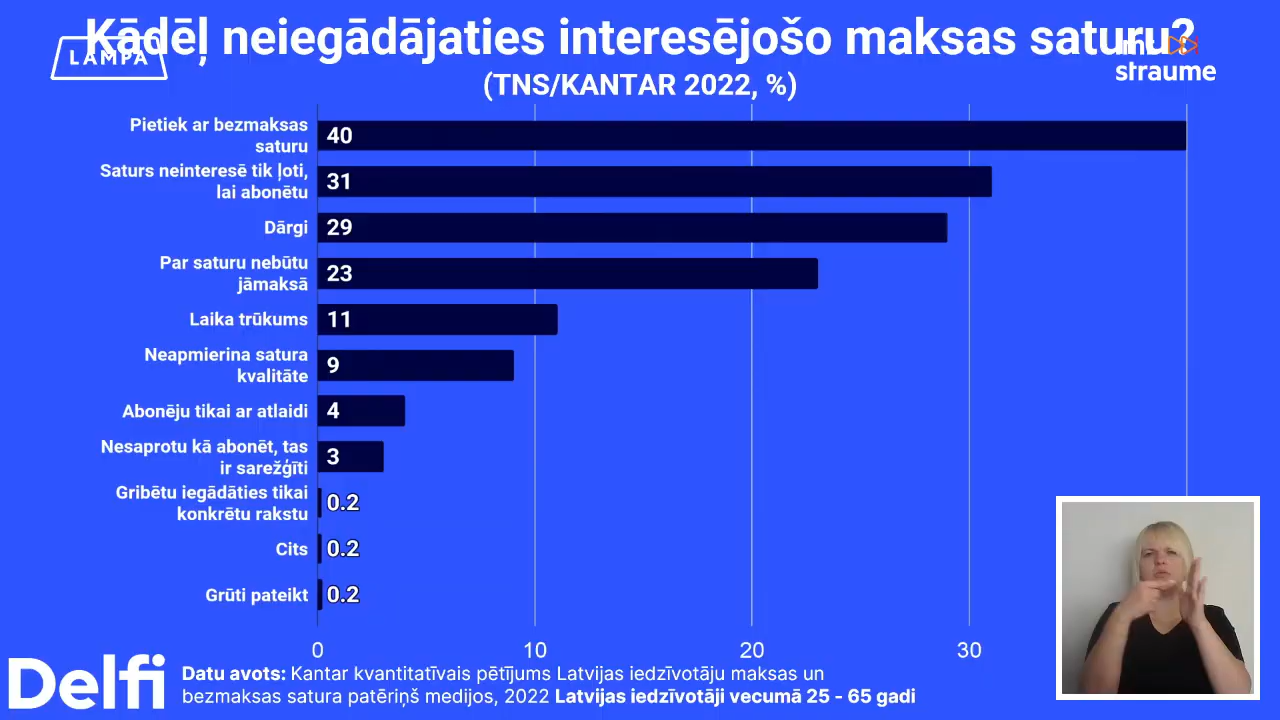 Kādēļ neiegādājaties interesējošo maksas saturu?
LAMPA
straume
(TNS/KANTAR 2022, %)
Pietiek ar bezmaksas
saturu
40
Saturs neinteresē tik ļoti,
lai abonētu
31
Dārgi
29
Par saturu nebūtu
jāmaksā
23
Laika trūkums
11
Neapmierina satura
kvalitāte
9
Abonēju tikai ar atlaidi
4
Nesaprotu kā abonēt, tas
ir sarežģīti
3
Gribētu iegādāties tikai
konkrētu rakstu
0.2
Cits
0.2
Grūti pateikt
0.2
0 10 20 30
Delfi
Datu avots: Kantar kvantitatīvais pētījums Latvijas iedzīvotāju maksas un
bezmaksas satura patēriņš medijos, 2022 Latvijas iedzīvotāji vecumā 25 - 65 gadi